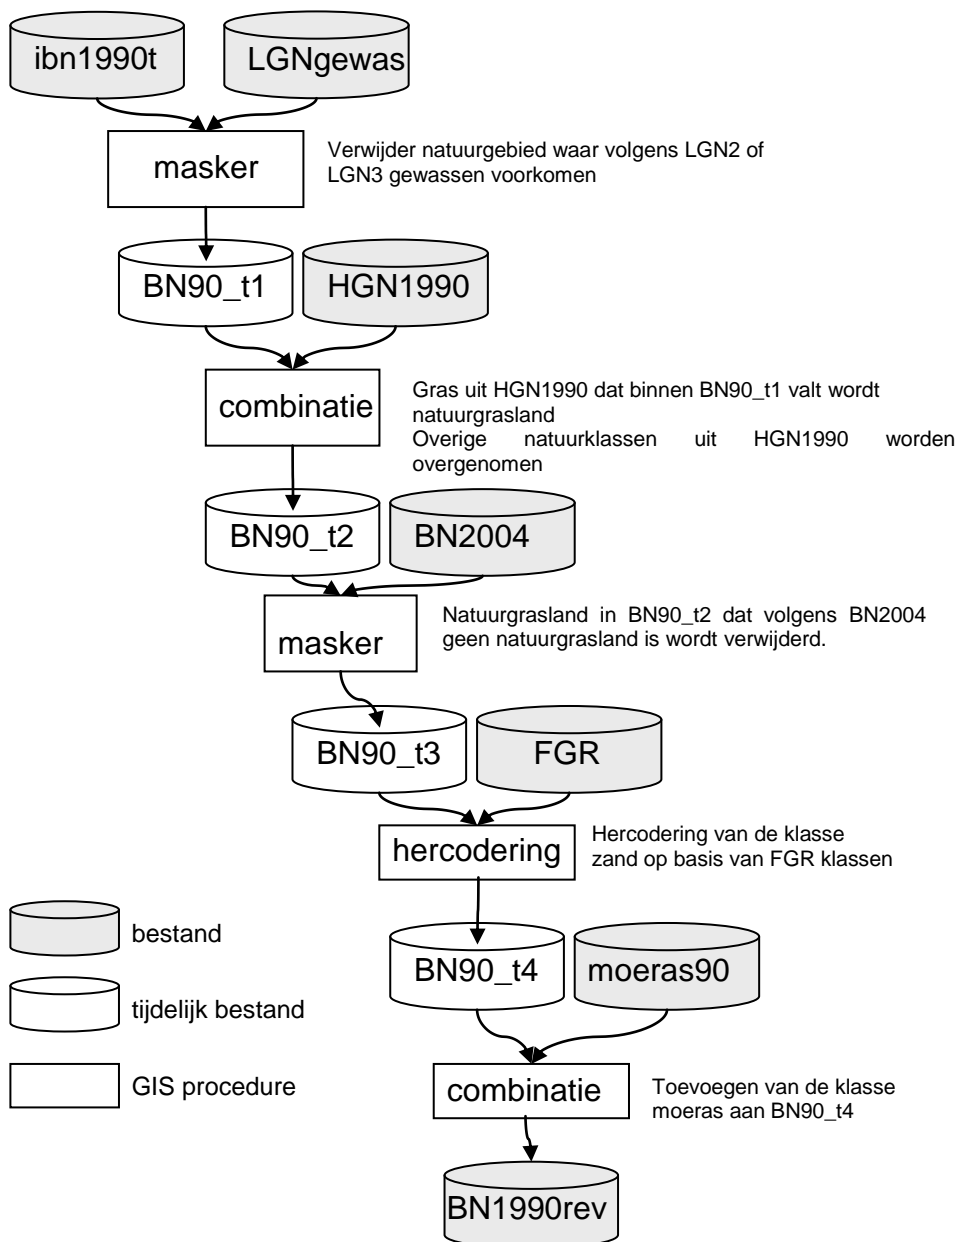 ibn1990t
LGNgewas
masker
Verwijder natuurgebied waar volgens LGN2 of
LGN3 gewassen voorkomen
BN90_t1
HGN1990
combinatie
Gras uit HGN1990 dat binnen BN90_t1 valt wordt
natuurgrasland
Overige natuurklassen uit HGN1990 worden
overgenomen
BN90_t2
BN2004
masker
Natuurgrasland in BN90_t2 dat volgens BN2004
geen natuurgrasland is wordt verwijderd.
BN90_t3
FGR
hercodering
Hercodering van de klasse
zand op basis van FGR klassen
bestand
BN90_t4
moeras90
tijdelijk bestand
GIS procedure
combinatie
Toevoegen van de klasse
moeras aan BN90_t4
BN1990rev